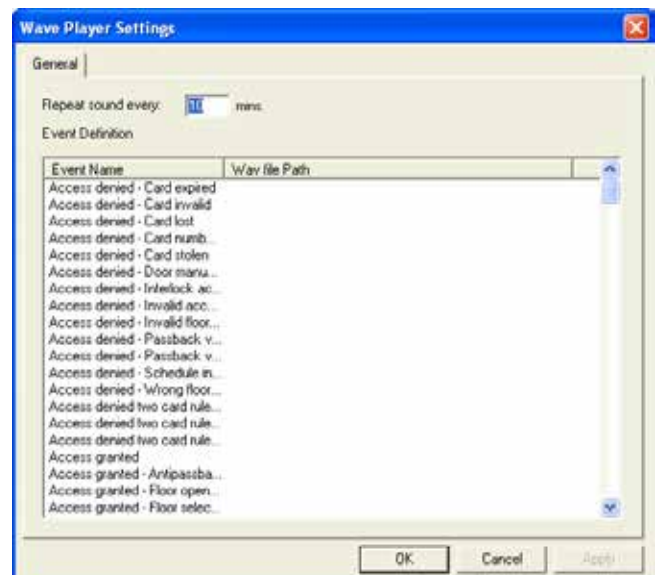 Wave Player Settings
General
Repeat sound every: 10 mins.
Event Definition
Event Name Wav file Path
Access denied - Card expired
Access denied - Card invalid
Access denied - Card lost
Access denied - Card numb...
Access denied - Card stolen
Access denied - Door manu...
Access denied - Interlock ac...
Access denied - Invalid acc...
Access denied - Invalid floor...
Access denied - Passback v...
Access denied - Passback v...
Access denied - Schedule in...
Access denied - Wrong floor...
Access denied two card rule...
Access denied two card rule...
Access denied two card rule...
Access granted
Access granted - Antipassba...
Access granted - Floor open...
Access granted - Floor selec...
OK Cancel Apply